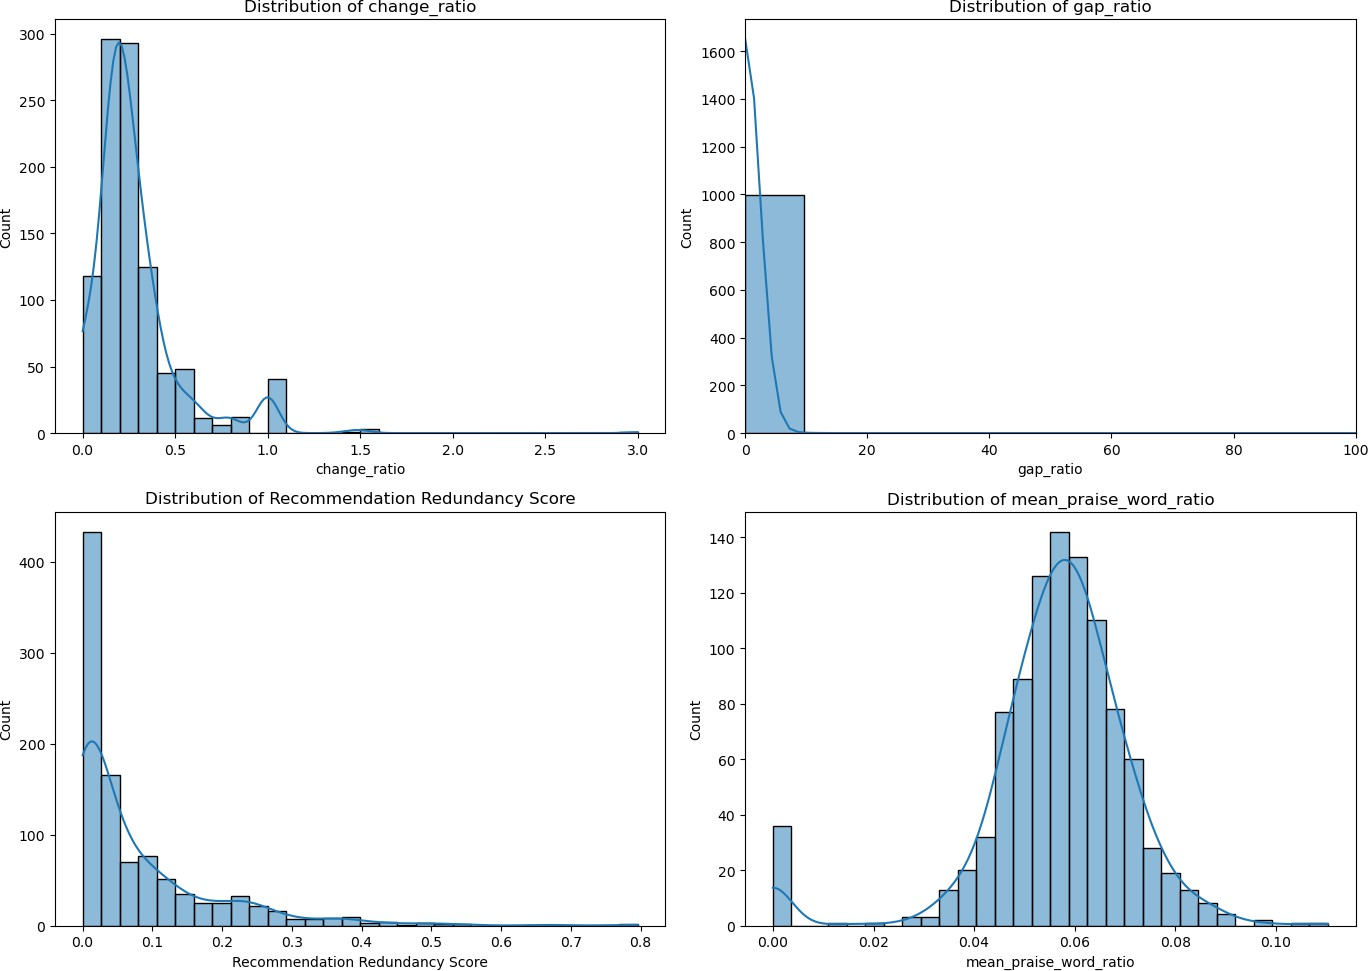 Distribution of change_ratio
300
250
200
150
100
50
0
Count
0.0 0.5 1.0 1.5 2.0 2.5 3.0
change_ratio
Distribution of gap_ratio
1600
1400
1200
1000
800
600
400
200
0
Count
0 20 40 60 80 100
gap_ratio
Distribution of Recommendation Redundancy Score
400
300
200
100
0
Count
0.0 0.1 0.2 0.3 0.4 0.5 0.6 0.7 0.8
Recommendation Redundancy Score
Distribution of mean_praise_word_ratio
140
120
100
80
60
40
20
0
Count
0.00 0.02 0.04 0.06 0.08 0.10
mean_praise_word_ratio